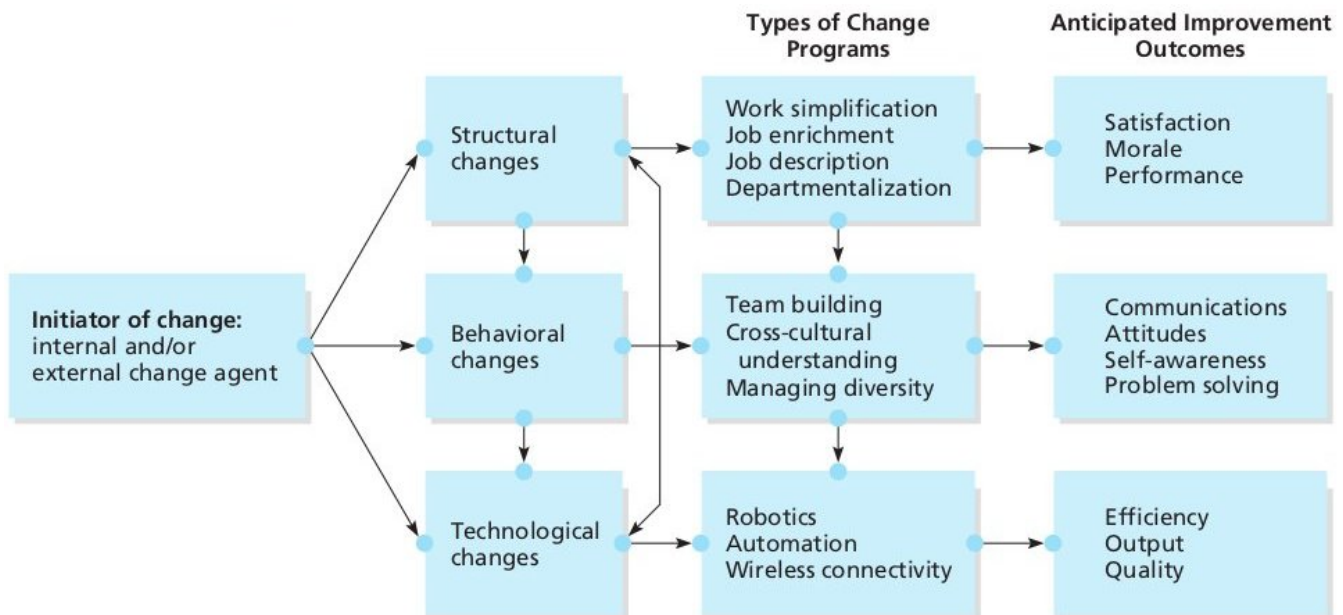 Types of Change
Programs
Anticipated Improvement
Outcomes
Structural
changes
Work simplification
Job enrichment
Job description
Departmentalization
Satisfaction
Morale
Performance
Initiator of change:
internal and/or
external change agent
Behavioral
changes
Team building
Cross-cultural
understanding
Managing diversity
Communications
Attitudes
Self-awareness
Problem solving
Technological
changes
Robotics
Automation
Wireless connectivity
Efficiency
Output
Quality